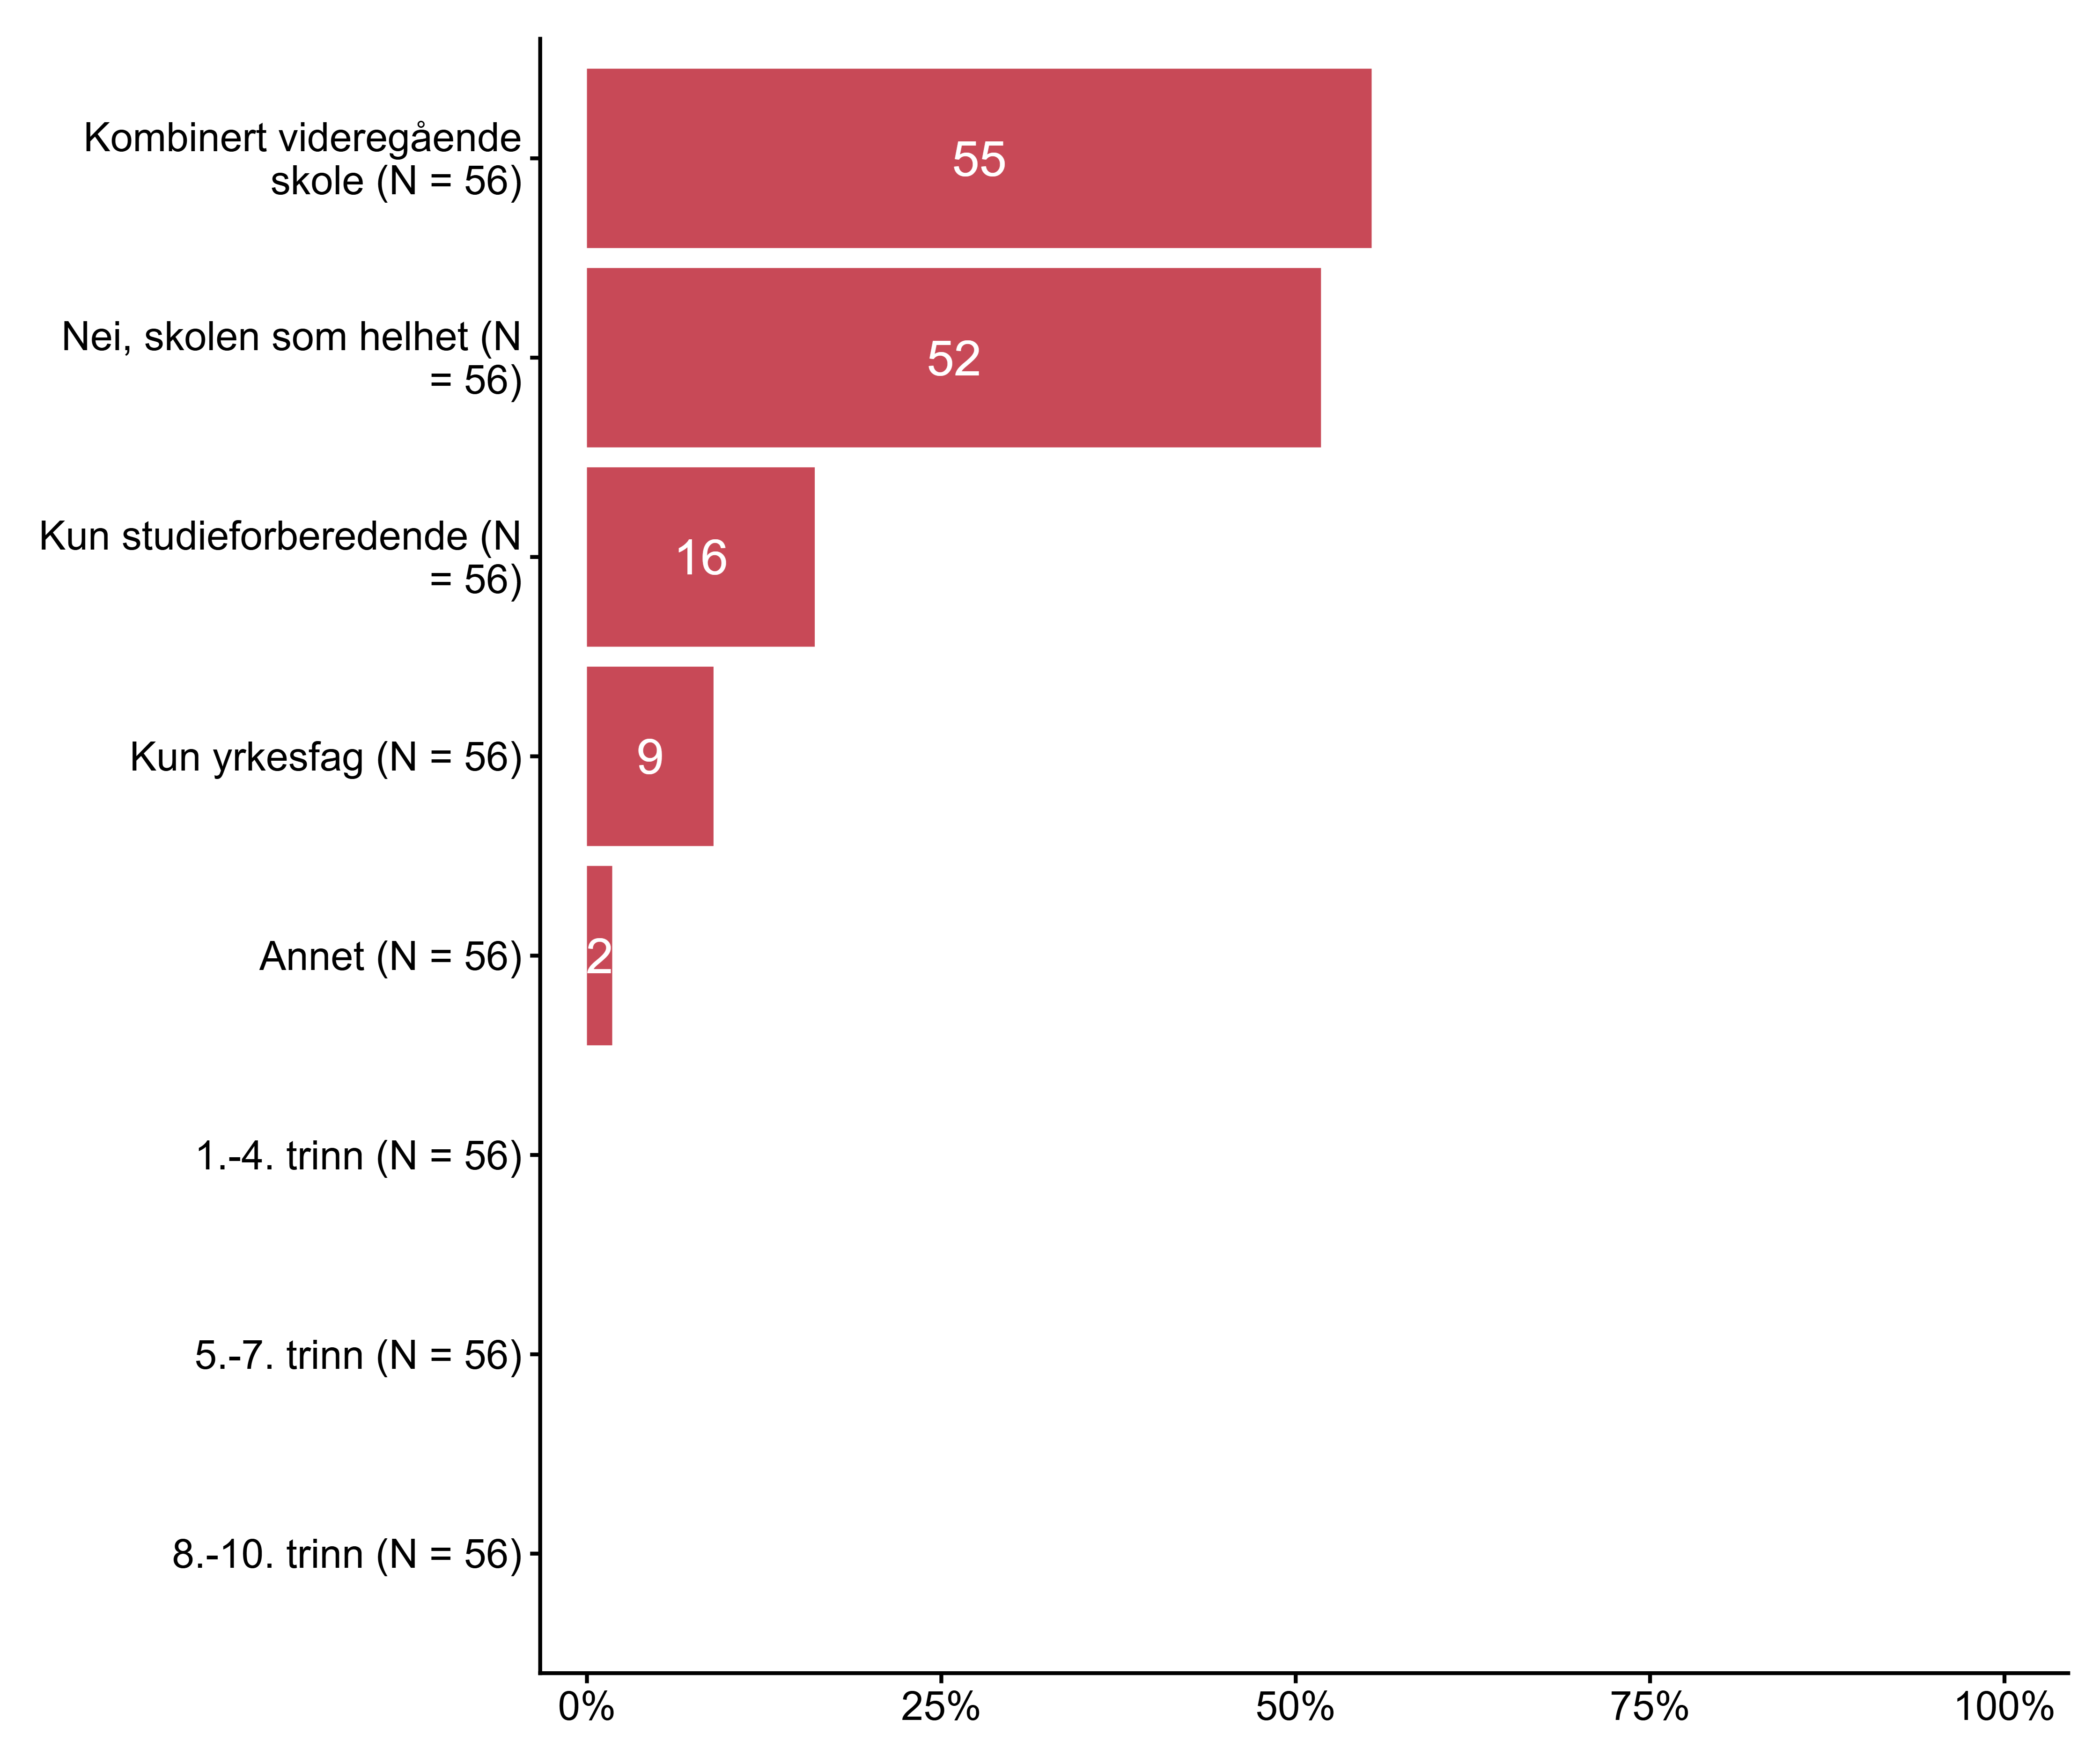 Kombinert videregående
skole (N = 56)
55
Nei, skolen som helhet (N
= 56)
52
Kun studieforberedende (N
= 56)
16
Kun yrkesfag (N = 56)
9
Annet (N = 56)
2
1.-4. trinn (N = 56)
5.-7. trinn (N = 56)
8.-10. trinn (N = 56)
0% 25% 50% 75% 100%